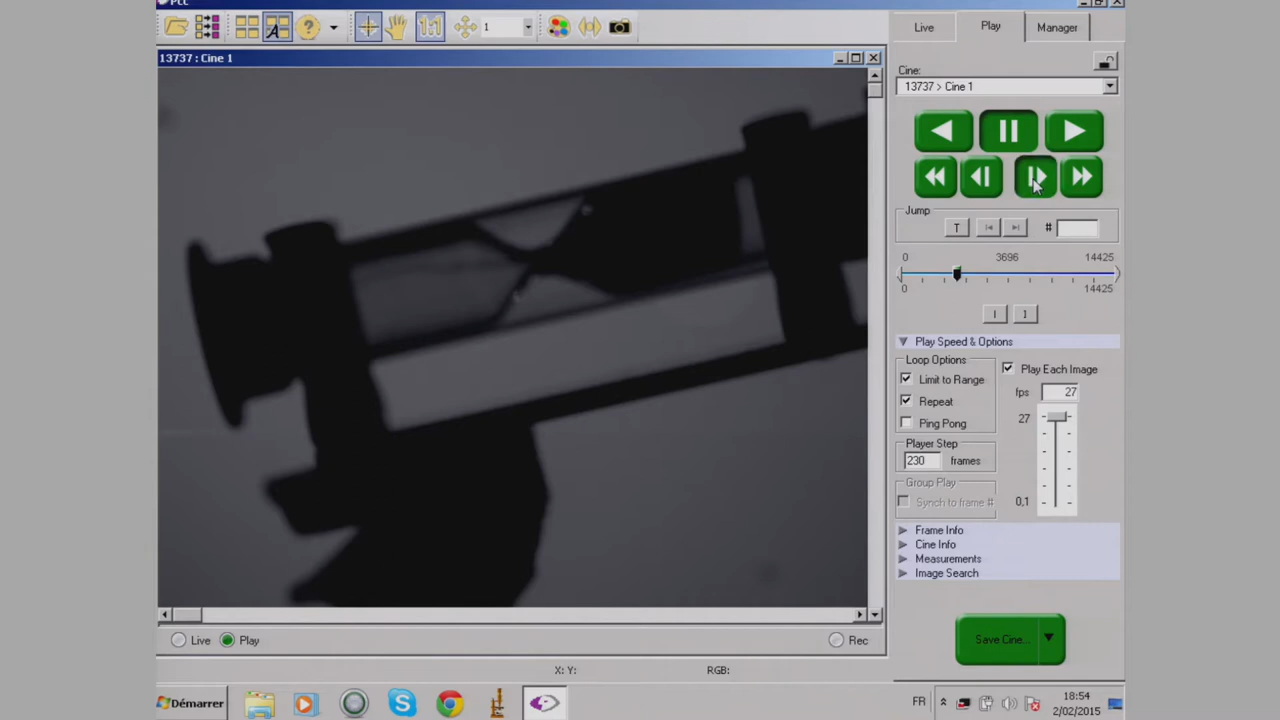 PCC
1
Live
Play
Manager
13737 : Cine 1
Cine:
13737 > Cine 1
Jump
T
#
0
3696
14425
0
14425
Play Speed & Options
Loop Options
Limit to Range
Repeat
Ping Pong
Play Each Image
fps
27
27
0,1
Player Step
230
frames
Group Play
Synch to frame #
Frame Info
Cine Info
Measurements
Image Search
Live
Play
Rec
Save Cine...
X: Y:
RGB:
Démarrer
FR
18:54
2/02/2015